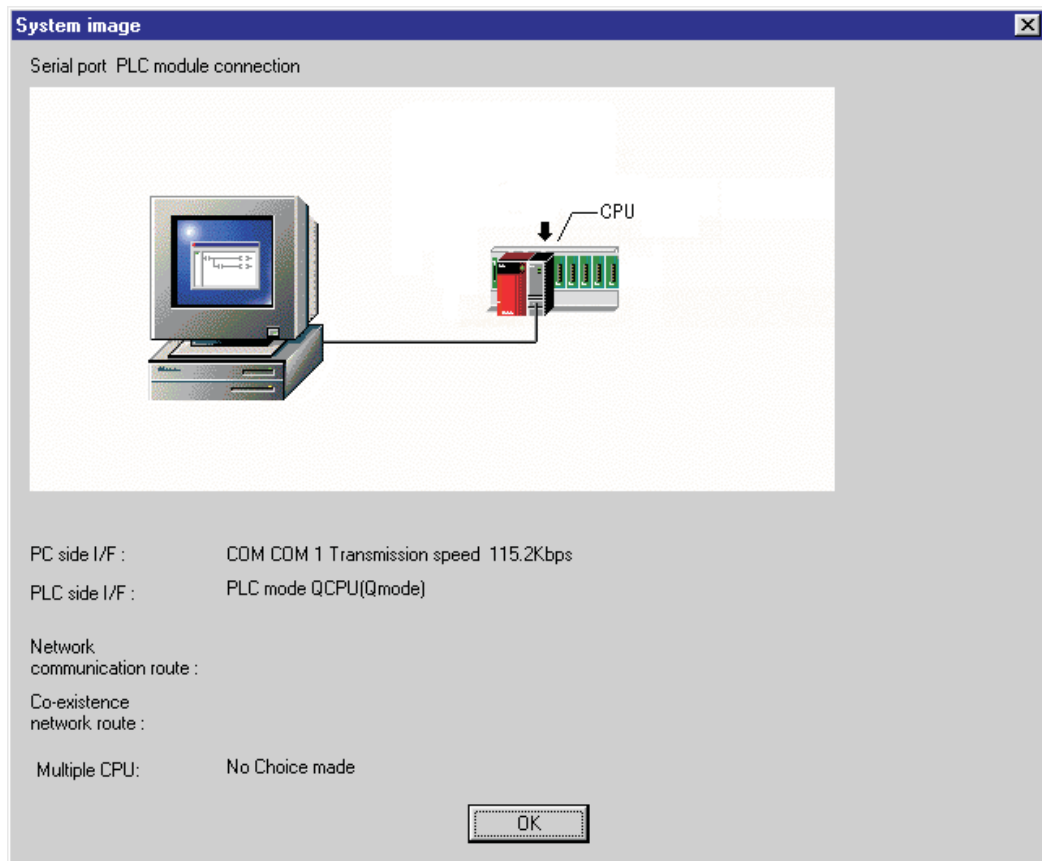 System image
Serial port PLC module connection
CPU
PC side I/F : COM COM 1 Transmission speed 115.2Kbps
PLC side I/F : PLC mode QCPU(Qmode)
Network
communication route :
Co-existence
network route :
Multiple CPU: No Choice made
OK